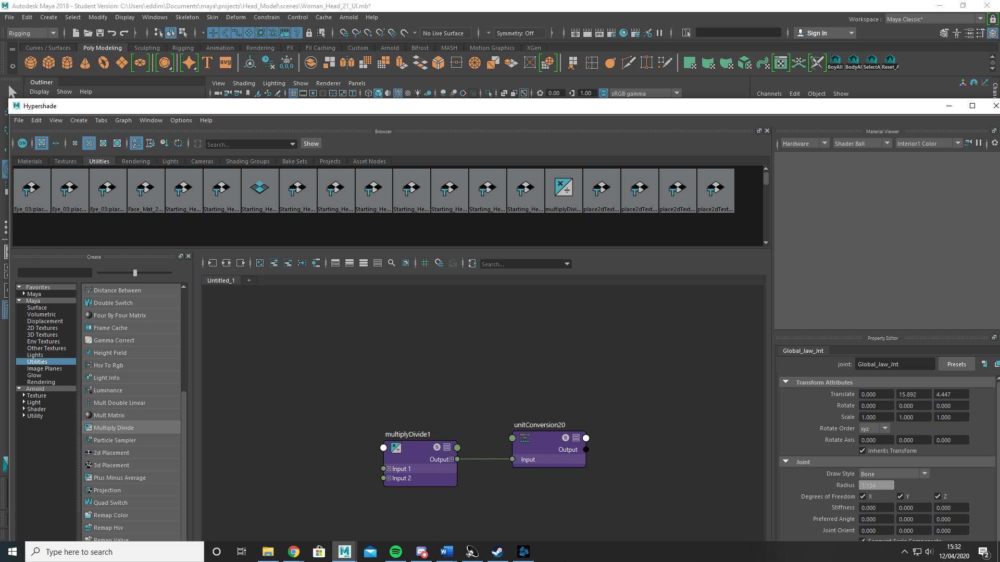 Autodesk Maya 2018 - Student Version: C:\Users\eddim\Documents\maya\projects\Head_Model\scenes\Woman_Head_21_UI.mb*
File Edit Create Select Modify Display Windows Skeleton Skin Deform Constrain Control Cache Arnold Help
Workspace : Maya Classic*
Rigging No Live Surface Symmetry: Off Sign In
Curves / Surfaces Poly Modeling Sculpting Rigging Animation Rendering FX FX Caching Custom Arnold Bifrost MASH Motion Graphics XGen
T svg 0,0,0 BoyAll BodyAl SelectA Reset_A
Outliner
Display Show Help
View Shading Lighting Show Renderer Panels
0.00 1.00 ON sRGB gamma
Channels Edit Object Show
Hypershade
File Edit View Create Tabs Graph Window Options Help
Browser
ON Search... Show
Materials Textures Utilities Rendering Lights Cameras Shading Groups Bake Sets Projects Asset Nodes
Eye_03:plac... Eye_03:plac... Eye_03:plac... Face_Mat_2... Starting_He... Starting_He... Starting_He... Starting_He... Starting_He... Starting_He... Starting_He... Starting_He... Starting_He... Starting_He... multiplyDivi... place2dText... place2dText... place2dText... place2dText...
Material Viewer
Hardware Shader Ball Interior1 Color
Create
Favorites
Maya
Maya
Surface
Volumetric
Displacement
2D Textures
3D Textures
Env Textures
Other Textures
Lights
Utilities
Image Planes
Glow
Rendering
Arnold
Texture
Light
Shader
Utility
Distance Between
Double Switch
Four By Four Matrix
Frame Cache
Gamma Correct
Height Field
Hsv To Rgb
Light Info
Luminance
Mult Double Linear
Mult Matrix
Multiply Divide
Particle Sampler
2d Placement
3d Placement
Plus Minus Average
Projection
Quad Switch
Remap Color
Remap Hsv
Remap Value
Search...
Untitled_1 +
multiplyDivide1
S
Output
Input 1
Input 2
unitConversion20
S
Output
Input
Property Editor
Global_Jaw_Jnt
joint: Global_Jaw_Jnt Presets
Transform Attributes
Translate 0.000 15.892 4.447
Rotate 0.000 0.000 0.000
Scale 1.000 1.000 1.000
Rotate Order xyz
Rotate Axis 0.000 0.000 0.000
Inherits Transform
Joint
Draw Style Bone
Radius 1.134
Degrees of Freedom X Y Z
Stiffness 0.000 0.000 0.000
Preferred Angle 0.000 0.000 0.000
Joint Orient 0.000 0.000 0.000
Segment Scale Compensate
Type here to search
15:32
12/04/2020
2